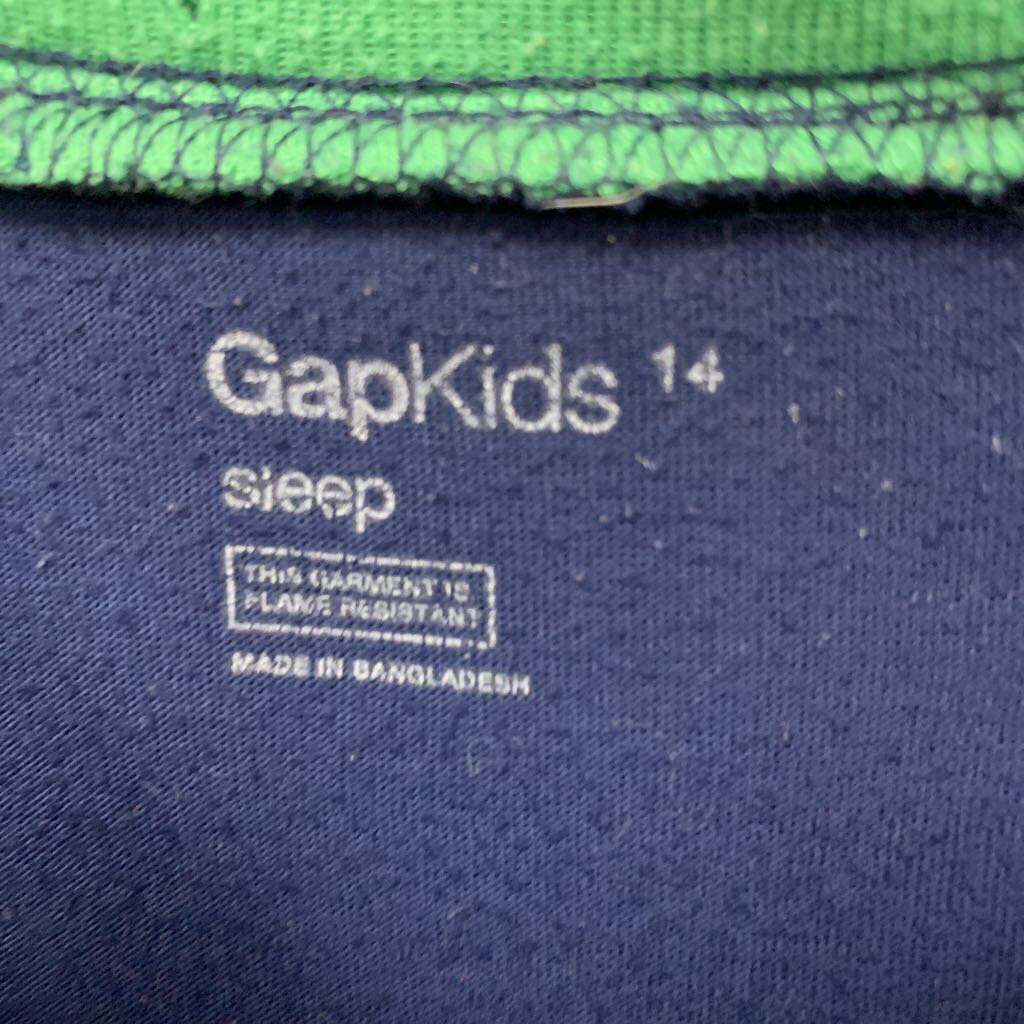 GapKids 14
sleep
THIS GARMENT IS
FLAME RESISTANT
MADE IN BANGLADESH